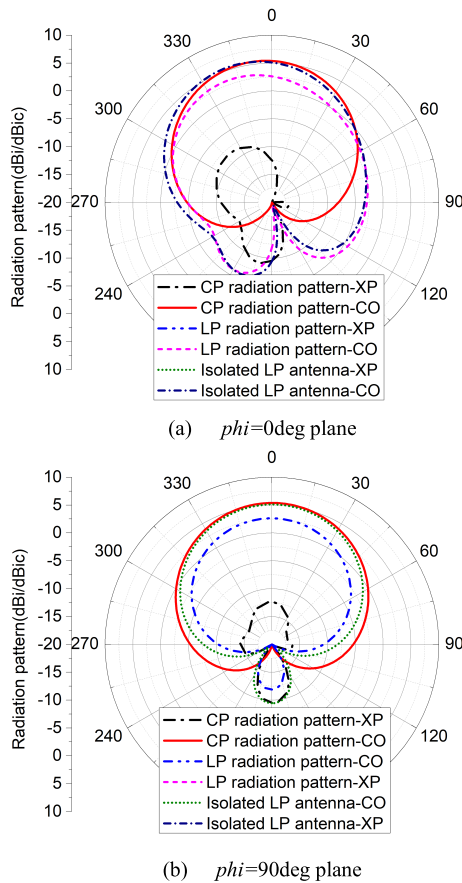 0
330
30
300
60
270
90
240
120
10
5
0
-5
-10
-15
-20
-15
-10
-5
0
5
10
Radiation pattern(dBi/dBic)
CP radiation pattern-XP
CP radiation pattern-CO
LP radiation pattern-XP
LP radiation pattern-CO
Isolated LP antenna-XP
Isolated LP antenna-CO
(a) phi=0deg plane
0
330
30
300
60
270
90
240
120
10
5
0
-5
-10
-15
-20
-15
-10
-5
0
5
10
Radiation pattern(dBi/dBic)
CP radiation pattern-XP
CP radiation pattern-CO
LP radiation pattern-CO
LP radiation pattern-XP
Isolated LP antenna-CO
Isolated LP antenna-XP
(b) phi=90deg plane